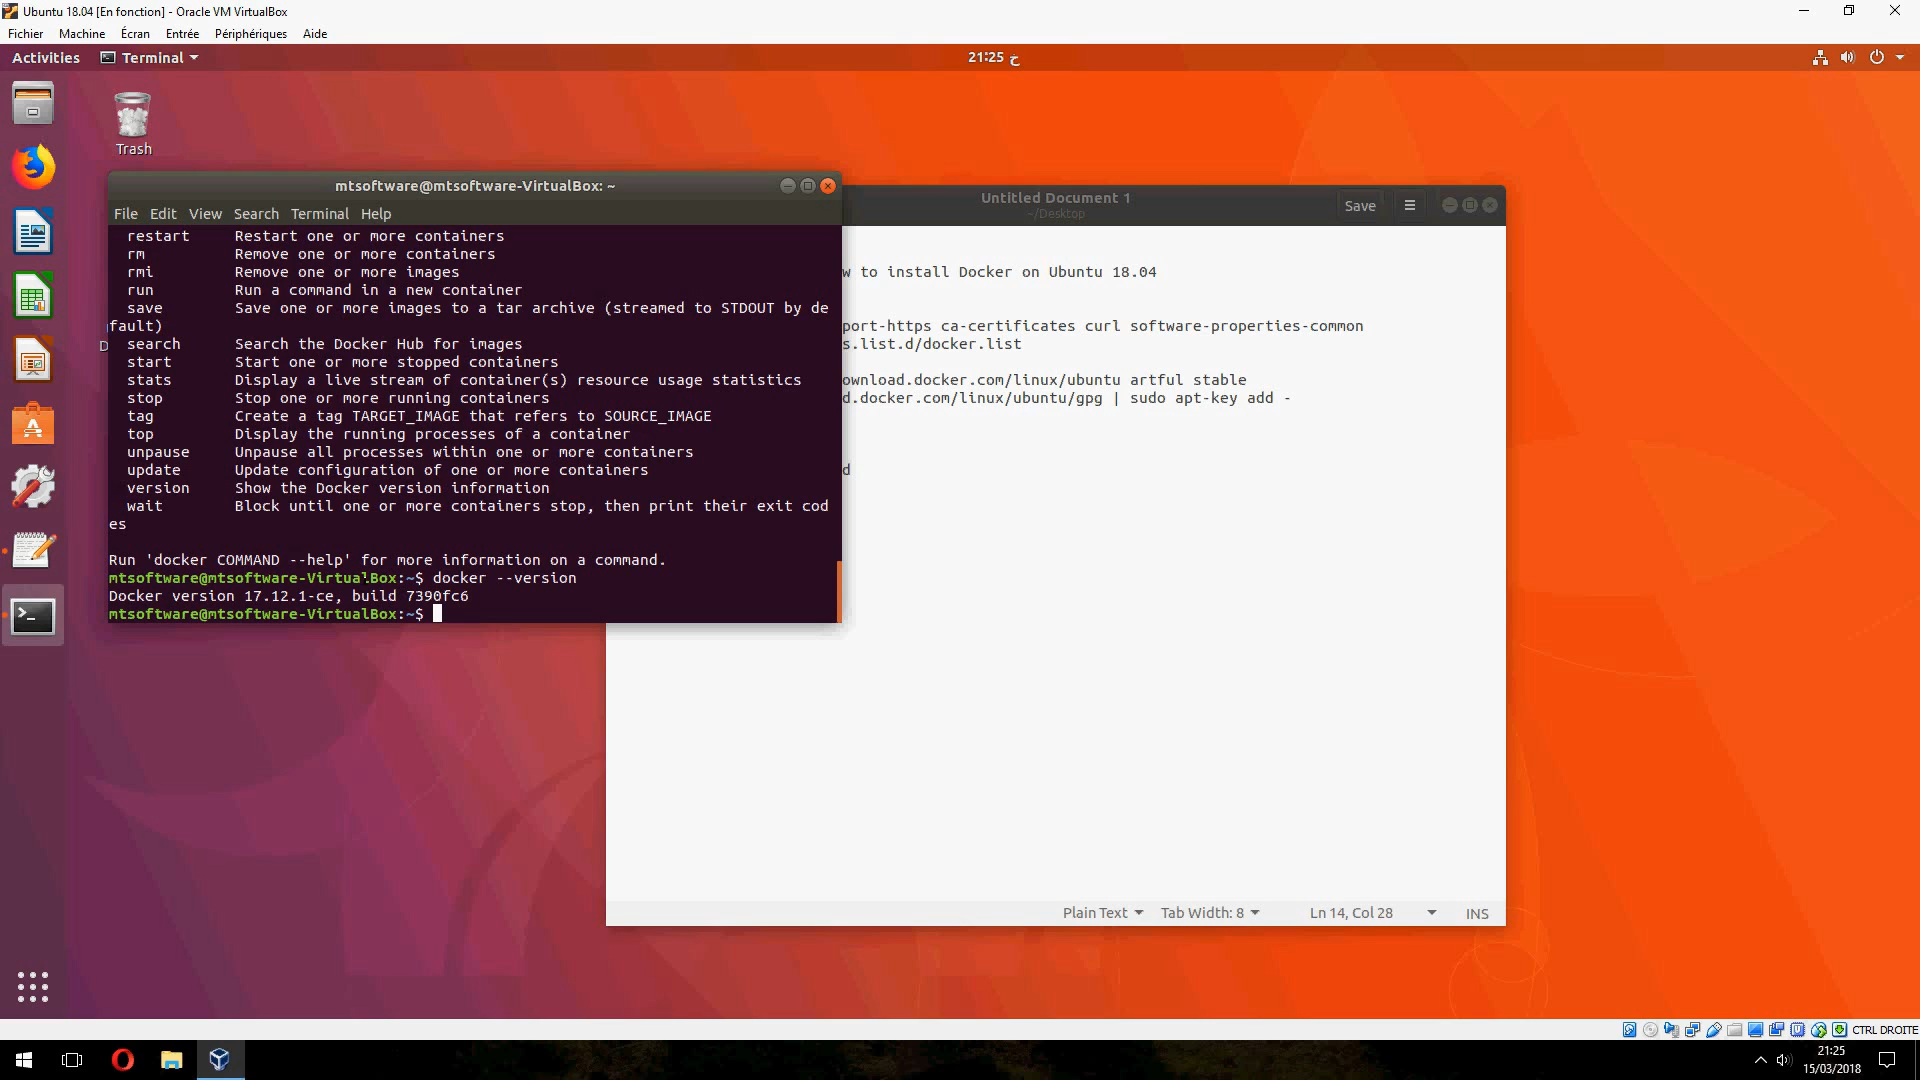 Ubuntu 18.04 [En fonction] - Oracle VM VirtualBox
Fichier Machine Écran Entrée Périphériques Aide
Activities Terminal 21:25 خ
Trash
mtsoftware@mtsoftware-VirtualBox: ~
File Edit View Search Terminal Help
restart Restart one or more containers
rm Remove one or more containers
rmi Remove one or more images
run Run a command in a new container
save Save one or more images to a tar archive (streamed to STDOUT by de
fault)
search Search the Docker Hub for images
start Start one or more stopped containers
stats Display a live stream of container(s) resource usage statistics
stop Stop one or more running containers
tag Create a tag TARGET_IMAGE that refers to SOURCE_IMAGE
top Display the running processes of a container
unpause Unpause all processes within one or more containers
update Update configuration of one or more containers
version Show the Docker version information
wait Block until one or more containers stop, then print their exit cod
es
Run 'docker COMMAND --help' for more information on a command.
mtsoftware@mtsoftware-VirtualBox:~$ docker --version
Docker version 17.12.1-ce, build 7390fc6
mtsoftware@mtsoftware-VirtualBox:~$
D
Untitled Document 1
~/Desktop
Save
w to install Docker on Ubuntu 18.04
port-https ca-certificates curl software-properties-common
s.list.d/docker.list
ownload.docker.com/linux/ubuntu artful stable
d.docker.com/linux/ubuntu/gpg | sudo apt-key add -
d
Plain Text Tab Width: 8 Ln 14, Col 28 INS
CTRL DROITE
21:25
15/03/2018